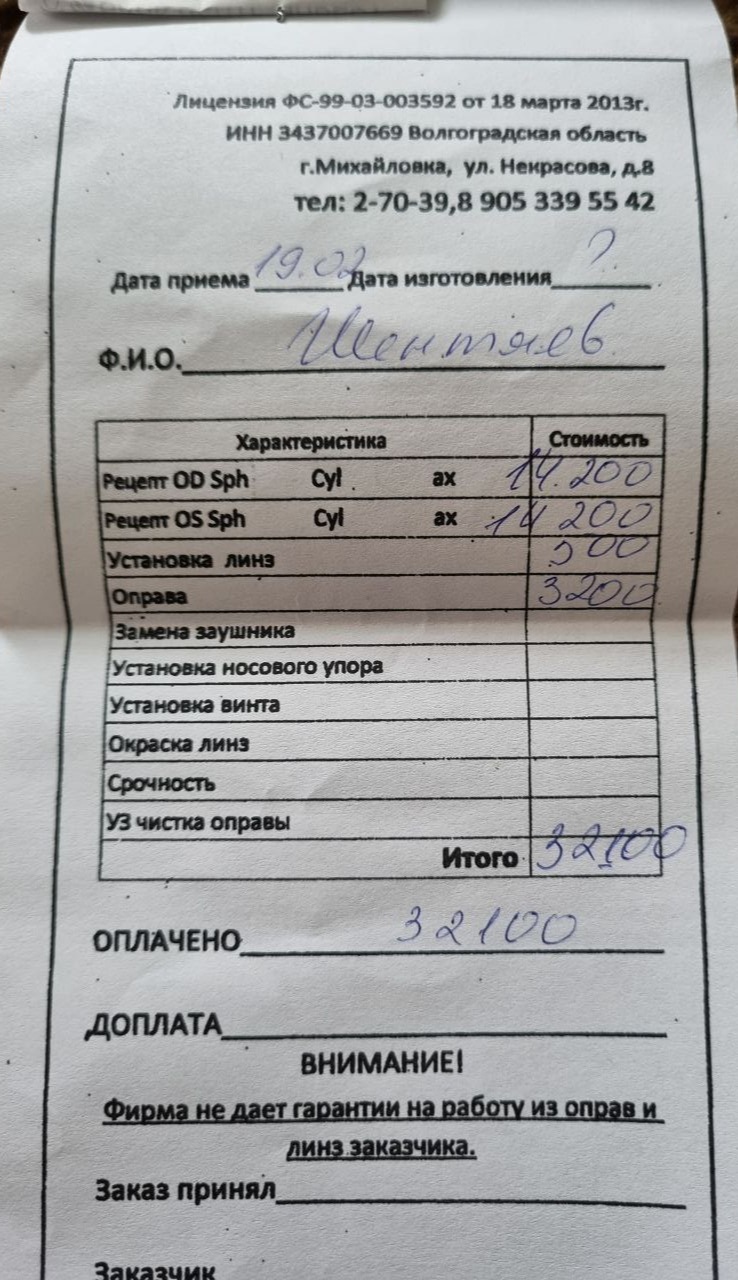 Лицензия ФС-99-03-003592 от 18 марта 2013г.
ИНН 3437007669 Волгоградская область
г.Михайловка, ул. Некрасова, д.8
тел: 2-70-39,8 905 339 55 42
Дата приема 19.02 Дата изготовления ?
Ф.И.О. Шентяев
Характеристика Стоимость
Рецепт OD Sph Cyl ax 14.200
Рецепт OS Sph Cyl ax 14 200
Установка линз 500
Оправа 3200
Замена заушника
Установка носового упора
Установка винта
Окраска линз
Срочность
УЗ чистка оправы
Итого 32100
ОПЛАЧЕНО 32100
ДОПЛАТА
ВНИМАНИЕ!
Фирма не дает гарантии на работу из оправ и
линз заказчика.
Заказ принял
Заказчик